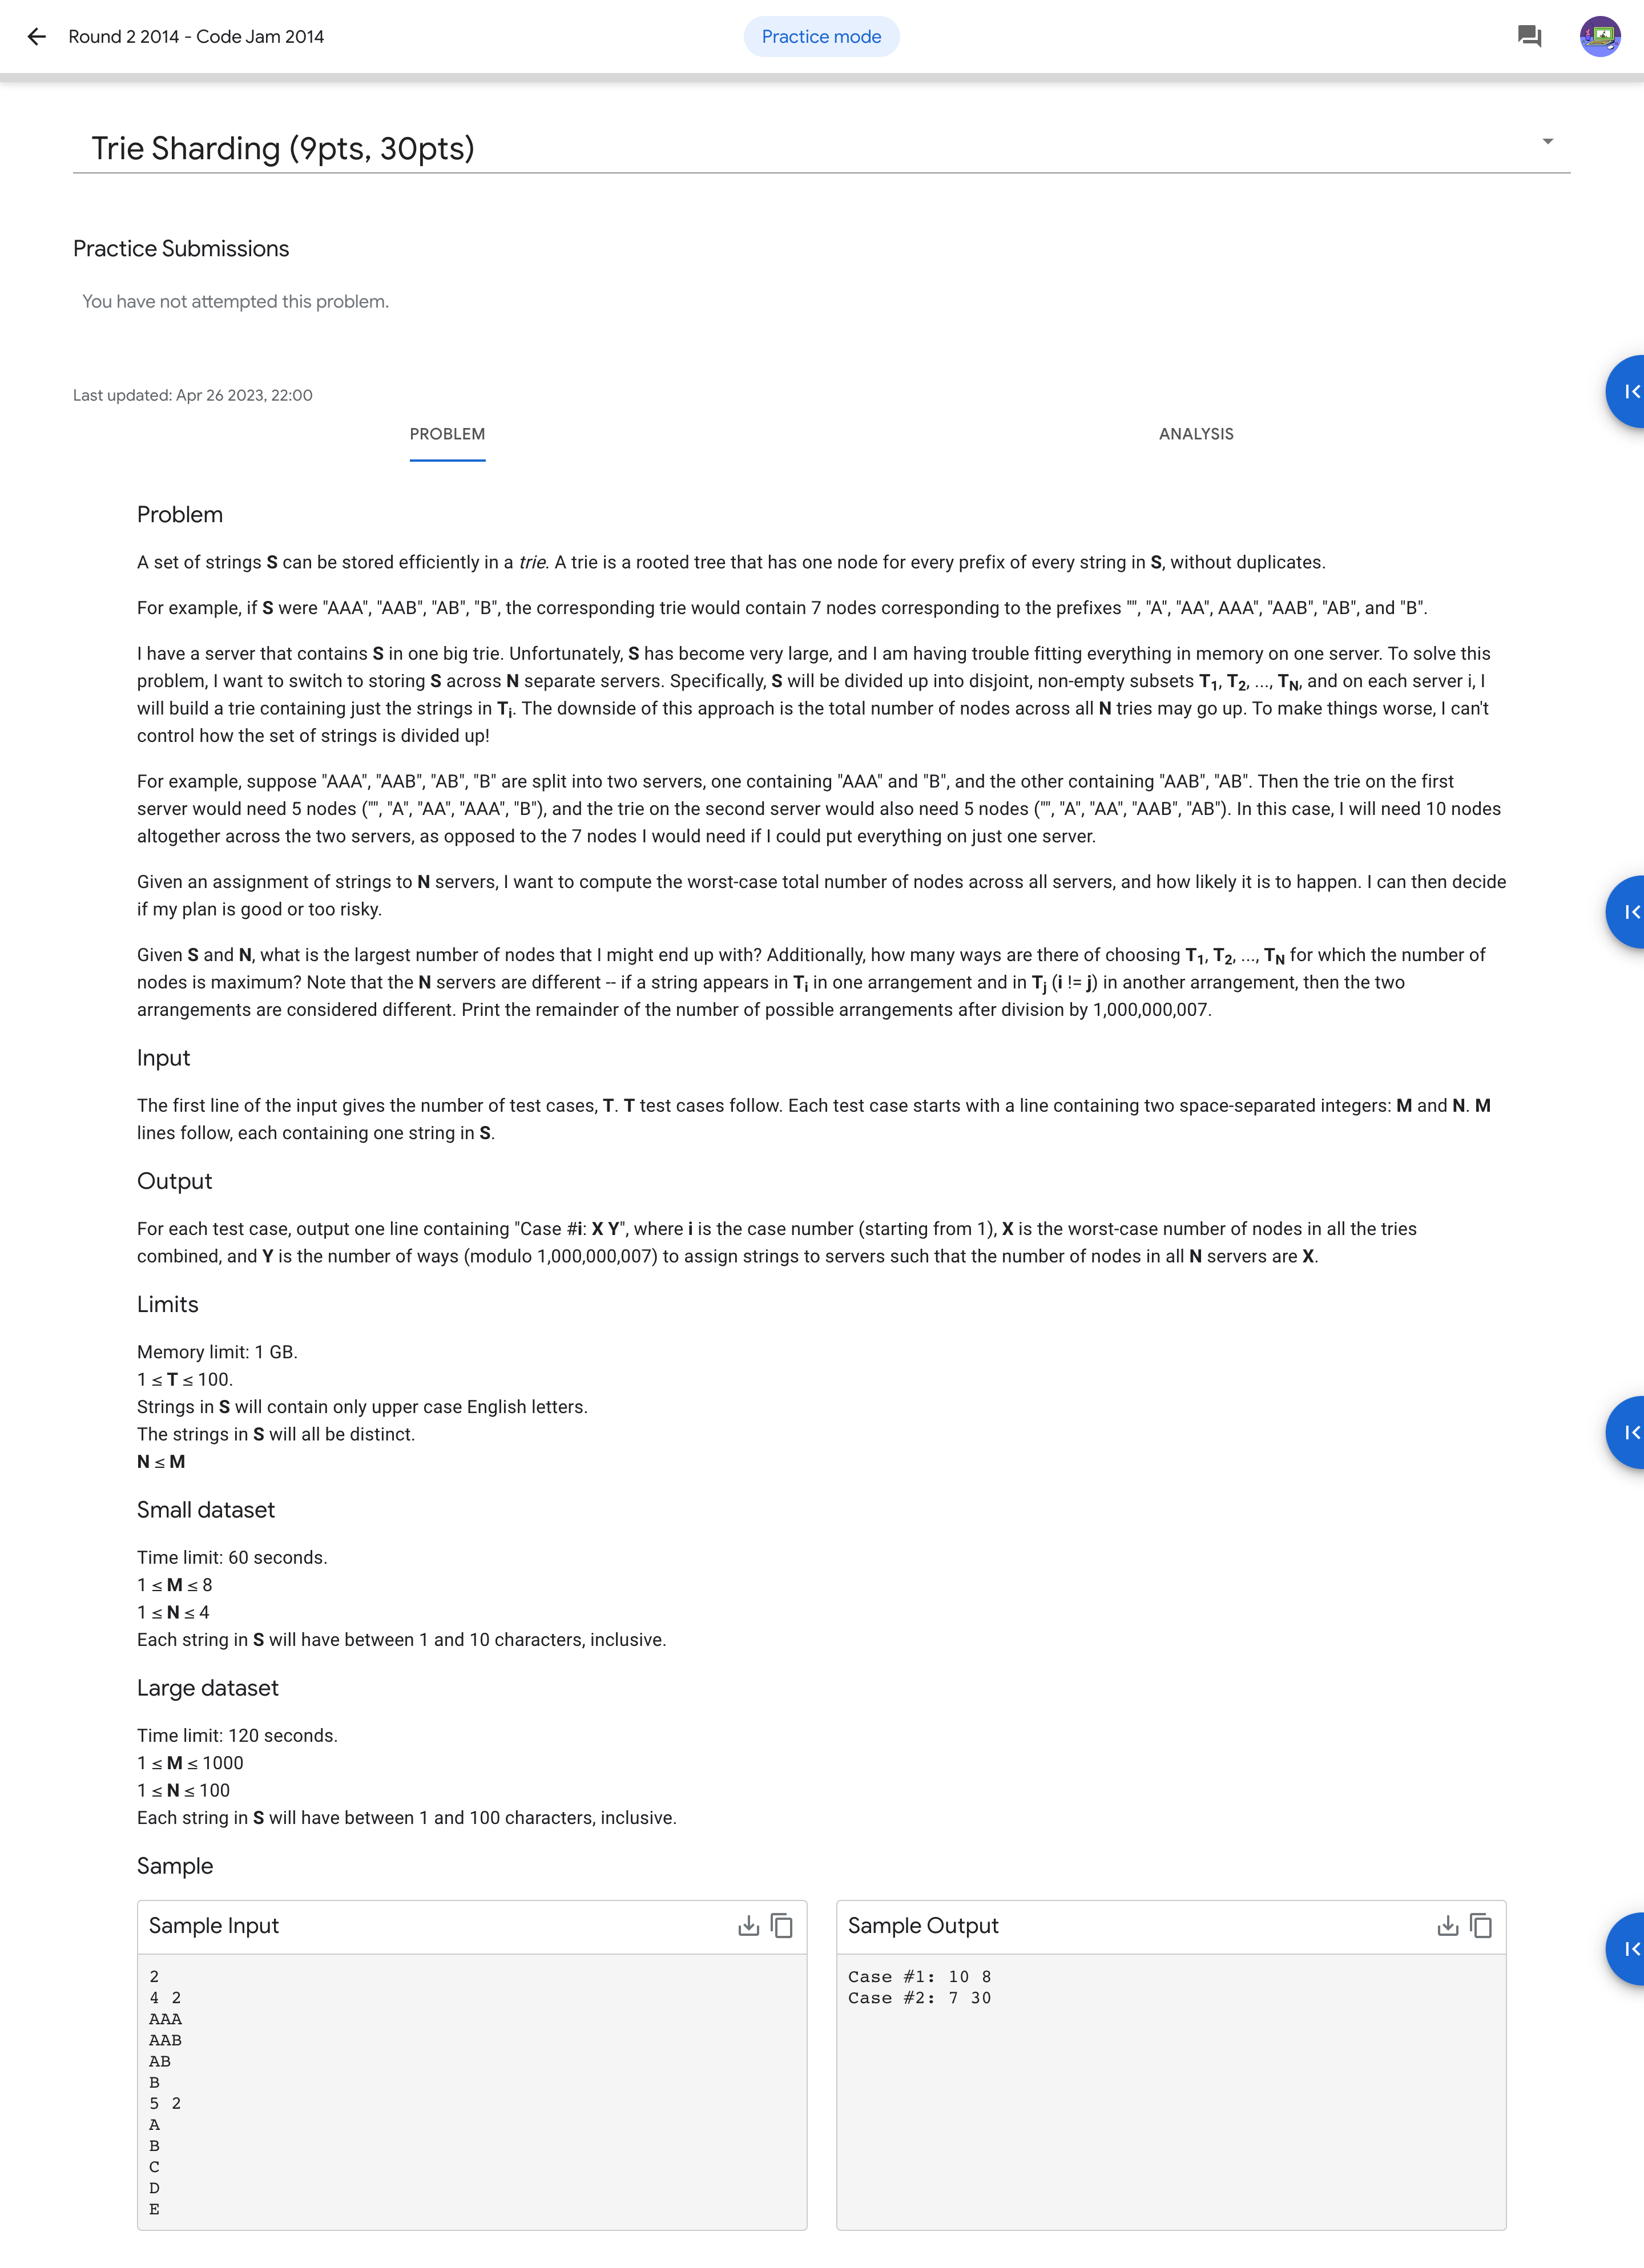 Round 2 2014 - Code Jam 2014
Practice mode
Trie Sharding (9pts, 30pts)
Practice Submissions
You have not attempted this problem.
Last updated: Apr 26 2023, 22:00
PROBLEM
ANALYSIS
Problem
A set of strings S can be stored efficiently in a trie. A trie is a rooted tree that has one node for every prefix of every string in S, without duplicates.
For example, if S were "AAA", "AAB", "AB", "B", the corresponding trie would contain 7 nodes corresponding to the prefixes "", "A", "AA", AAA", "AAB", "AB", and "B".
I have a server that contains S in one big trie. Unfortunately, S has become very large, and I am having trouble fitting everything in memory on one server. To solve this
problem, I want to switch to storing S across N separate servers. Specifically, S will be divided up into disjoint, non-empty subsets T1, T2, ..., TN, and on each server i, I
will build a trie containing just the strings in Ti. The downside of this approach is the total number of nodes across all N tries may go up. To make things worse, I can't
control how the set of strings is divided up!
For example, suppose "AAA", "AAB", "AB", "B" are split into two servers, one containing "AAA" and "B", and the other containing "AAB", "AB". Then the trie on the first
server would need 5 nodes ("", "A", "AA", "AAA", "B"), and the trie on the second server would also need 5 nodes ("", "A", "AA", "AAB", "AB"). In this case, I will need 10 nodes
altogether across the two servers, as opposed to the 7 nodes I would need if I could put everything on just one server.
Given an assignment of strings to N servers, I want to compute the worst-case total number of nodes across all servers, and how likely it is to happen. I can then decide
if my plan is good or too risky.
Given S and N, what is the largest number of nodes that I might end up with? Additionally, how many ways are there of choosing T1, T2, ..., TN for which the number of
nodes is maximum? Note that the N servers are different -- if a string appears in Ti in one arrangement and in Tj (i != j) in another arrangement, then the two
arrangements are considered different. Print the remainder of the number of possible arrangements after division by 1,000,000,007.
Input
The first line of the input gives the number of test cases, T. T test cases follow. Each test case starts with a line containing two space-separated integers: M and N. M
lines follow, each containing one string in S.
Output
For each test case, output one line containing "Case #i: X Y", where i is the case number (starting from 1), X is the worst-case number of nodes in all the tries
combined, and Y is the number of ways (modulo 1,000,000,007) to assign strings to servers such that the number of nodes in all N servers are X.
Limits
Memory limit: 1 GB.
1 ≤ T ≤ 100.
Strings in S will contain only upper case English letters.
The strings in S will all be distinct.
N ≤ M
Small dataset
Time limit: 60 seconds.
1 ≤ M ≤ 8
1 ≤ N ≤ 4
Each string in S will have between 1 and 10 characters, inclusive.
Large dataset
Time limit: 120 seconds.
1 ≤ M ≤ 1000
1 ≤ N ≤ 100
Each string in S will have between 1 and 100 characters, inclusive.
Sample
Sample Input
2
4 2
AAA
AAB
AB
B
5 2
A
B
C
D
E
Sample Output
Case #1: 10 8
Case #2: 7 30